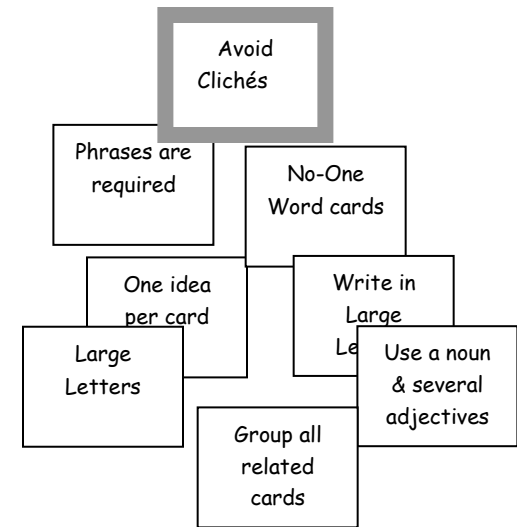 Avoid
Clichés
Phrases are
required
No-One
Word cards
One idea
per card
Write in
Large
Large
Letters
Use a noun
& several
adjectives
Group all
related
cards